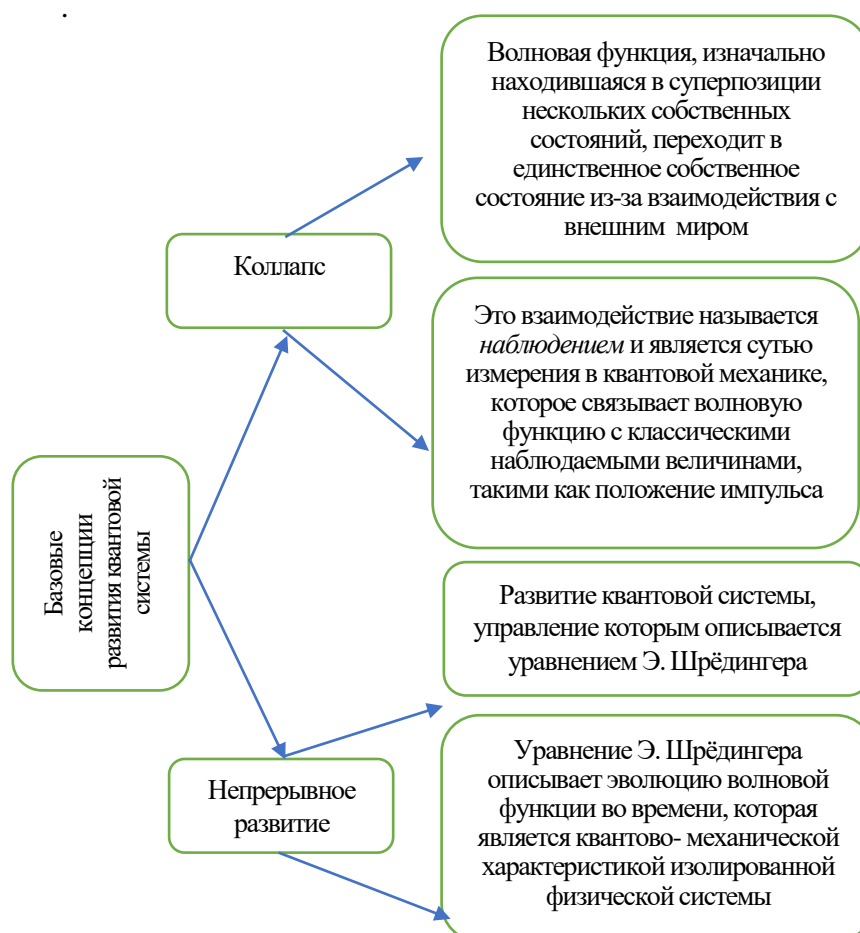 .
Волновая функция, изначально
находившаяся в суперпозиции
нескольких собственных
состояний, переходит в
единственное собственное
состояние из-за взаимодействия с
внешним миром
Коллапс
Это взаимодействие называется
наблюдением и является сутью
измерения в квантовой механике,
которое связывает волновую
функцию с классическими
наблюдаемыми величинами,
такими как положение импульса
Базовые
концепции
развития квантовой
системы
Развитие квантовой системы,
управление которым описывается
уравнением Э. Шрёдингера
Непрерывное
развитие
Уравнение Э. Шрёдингера
описывает эволюцию волновой
функции во времени, которая
является квантово- механической
характеристикой изолированной
физической системы